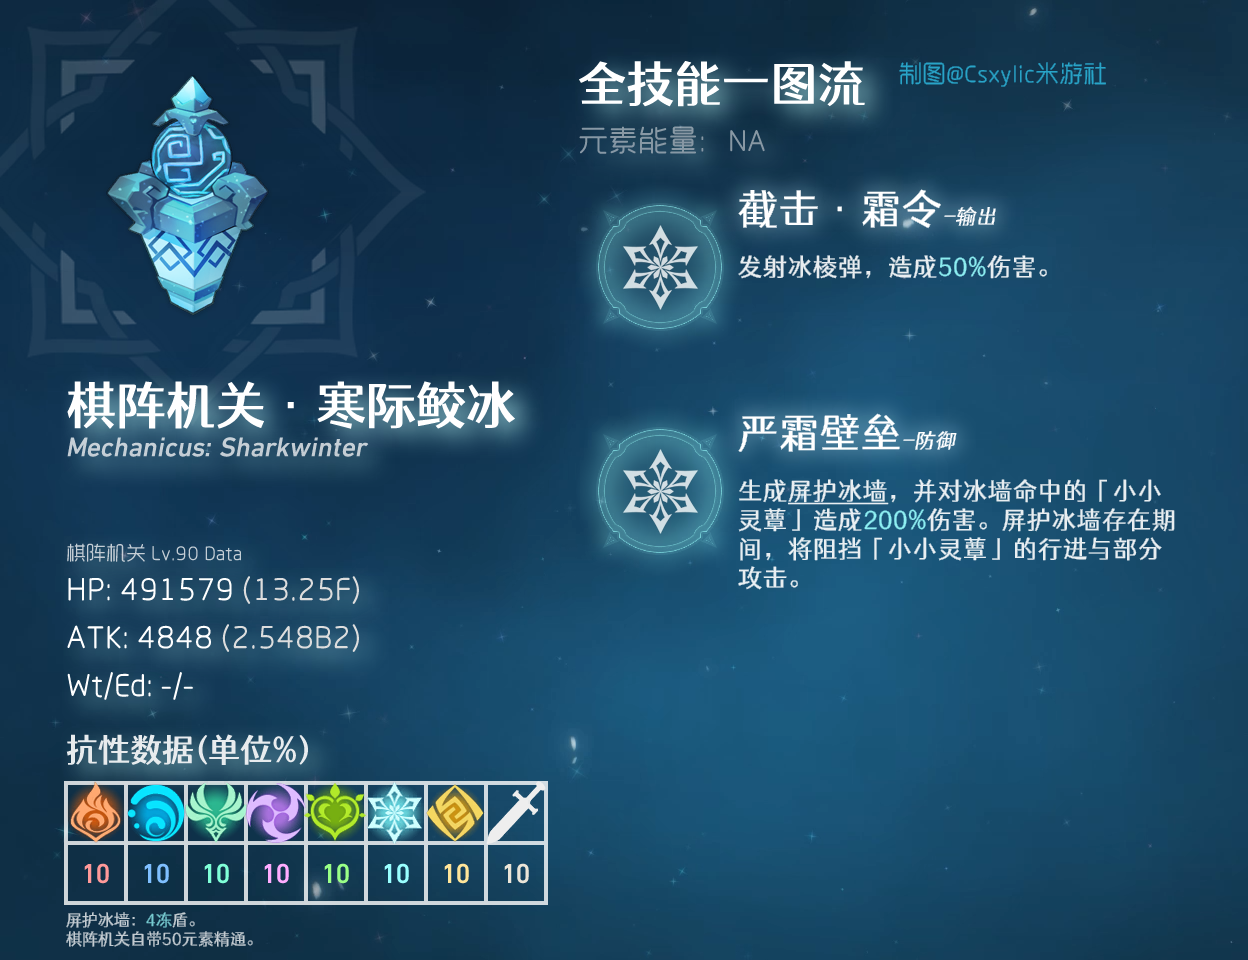 全技能一图流
制图@Csxylic米游社
元素能量： NA
截击 · 霜令-输出
发射冰棱弹，造成50%伤害。
严霜壁垒-防御
生成屏护冰墙，并对冰墙命中的「小小
灵蕈」造成200%伤害。屏护冰墙存在期
间，将阻挡「小小灵蕈」的行进与部分
攻击。
棋阵机关 · 寒际鲛冰
Mechanicus: Sharkwinter
棋阵机关 Lv.90 Data
HP: 491579 (13.25F)
ATK: 4848 (2.548B2)
Wt/Ed: -/-
抗性数据(单位%)
10 10 10 10 10 10 10 10
屏护冰墙：4冻盾。
棋阵机关自带50元素精通。